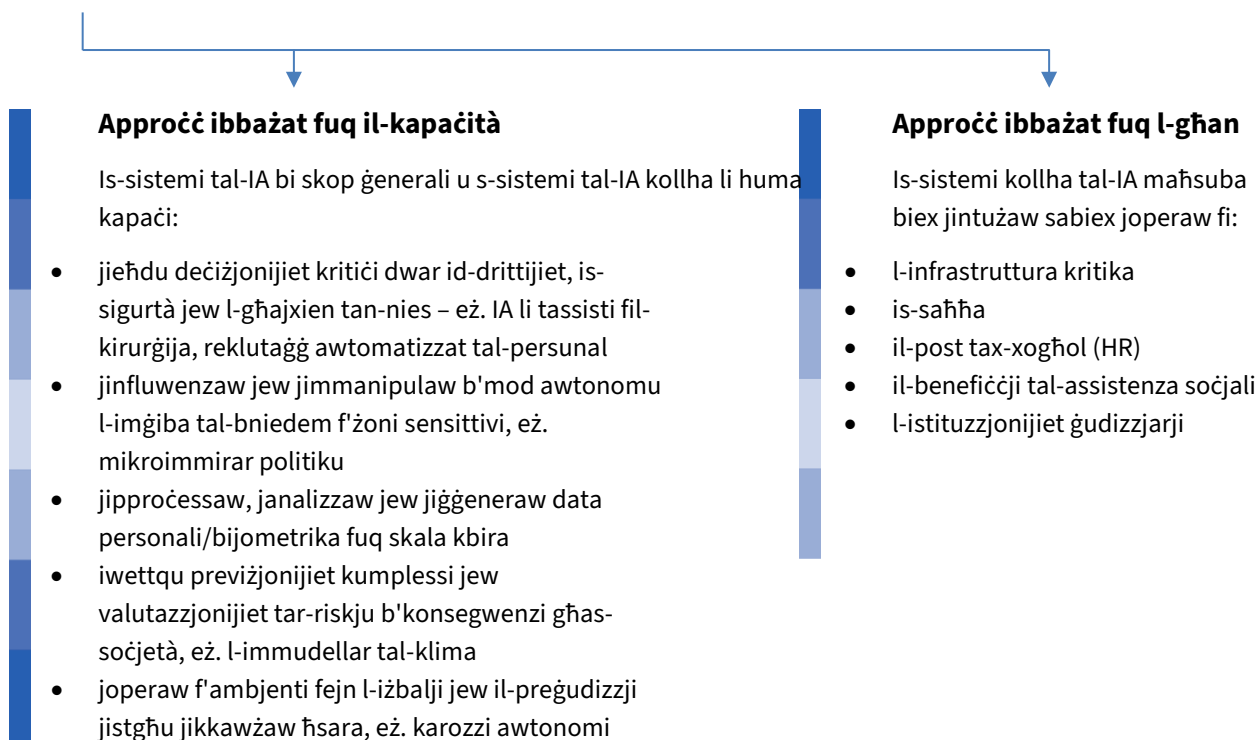 Approċċ ibbażat fuq il-kapaċità
Is-sistemi tal-IA bi skop ġenerali u s-sistemi tal-IA kollha li huma
kapaċi:
• jieħdu deċiżjonijiet kritiċi dwar id-drittijiet, is-
sigurtà jew l-għajxien tan-nies – eż. IA li tassisti fil-
kirurġija, reklutaġġ awtomatizzat tal-persunal
• jinfluwenzaw jew jimmanipulaw b'mod awtonomu
l-imġiba tal-bniedem f'żoni sensittivi, eż.
mikroimmirar politiku
• jipproċessaw, janalizzaw jew jiġġeneraw data
personali/bijometrika fuq skala kbira
• iwettqu previżjonijiet kumplessi jew
valutazzjonijiet tar-riskju b'konsegwenzi għas-
soċjetà, eż. l-immudellar tal-klima
• joperaw f'ambjenti fejn l-iżbalji jew il-preġudizzji
jistgħu jikkawżaw ħsara, eż. karozzi awtonomi
Approċċ ibbażat fuq l-għan
Is-sistemi kollha tal-IA maħsuba
biex jintużaw sabiex joperaw fi:
• l-infrastruttura kritika
• is-saħħa
• il-post tax-xogħol (HR)
• il-benefiċċji tal-assistenza soċjali
• l-istituzzjonijiet ġudizzjarji